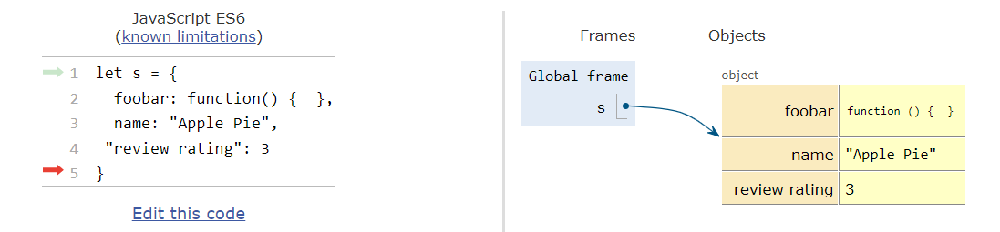 JavaScript ES6
(known limitations)
1 let s = {
2   foobar: function() {  },
3   name: "Apple Pie",
4  "review rating": 3
5 }
Edit this code
Frames
Objects
Global frame
s
object
foobar function () {  }
name "Apple Pie"
review rating 3